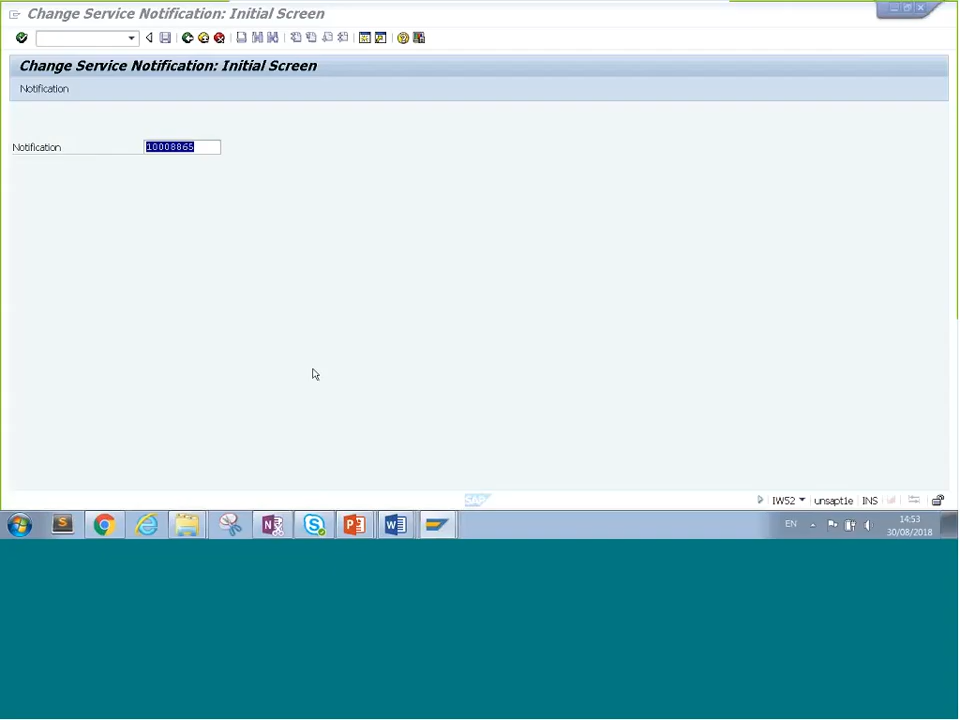 Change Service Notification: Initial Screen
Change Service Notification: Initial Screen
Notification
Notification 10008865
SAP
IW52 unsapt1e INS
S N S P W
EN 14:53
30/08/2018